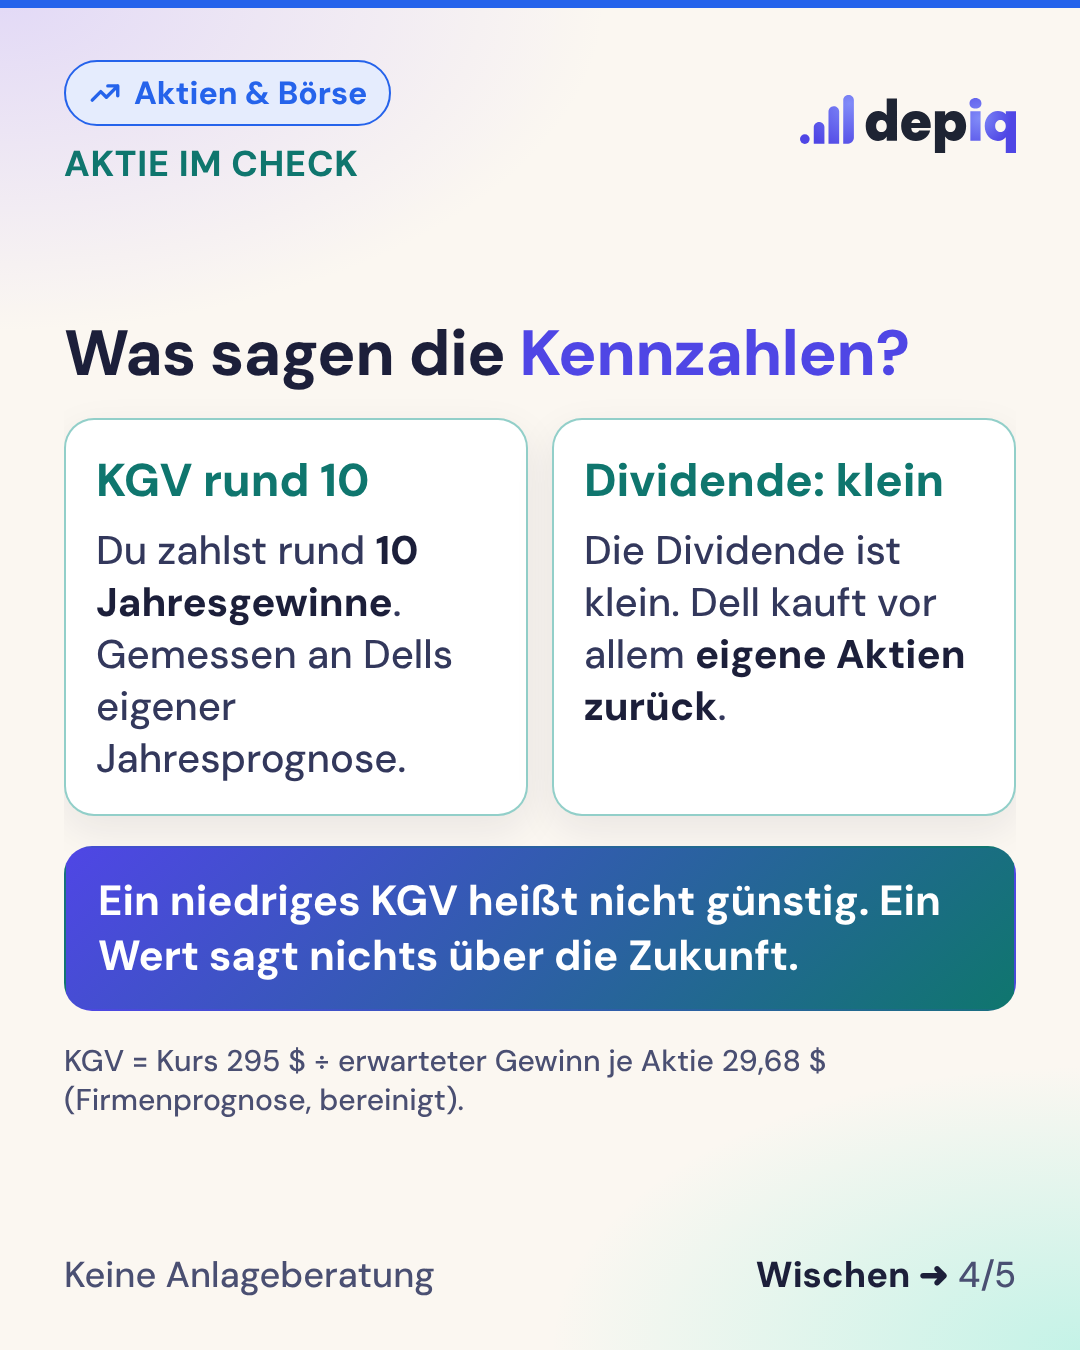 Aktien & Börse
depiq
AKTIE IM CHECK
Was sagen die Kennzahlen?
KGV rund 10
Du zahlst rund 10
Jahresgewinne.
Gemessen an Dells
eigener
Jahresprognose.
Dividende: klein
Die Dividende ist
klein. Dell kauft vor
allem eigene Aktien
zurück.
Ein niedriges KGV heißt nicht günstig. Ein
Wert sagt nichts über die Zukunft.
KGV = Kurs 295 $ ÷ erwarteter Gewinn je Aktie 29,68 $
(Firmenprognose, bereinigt).
Keine Anlageberatung
Wischen ➜ 4/5